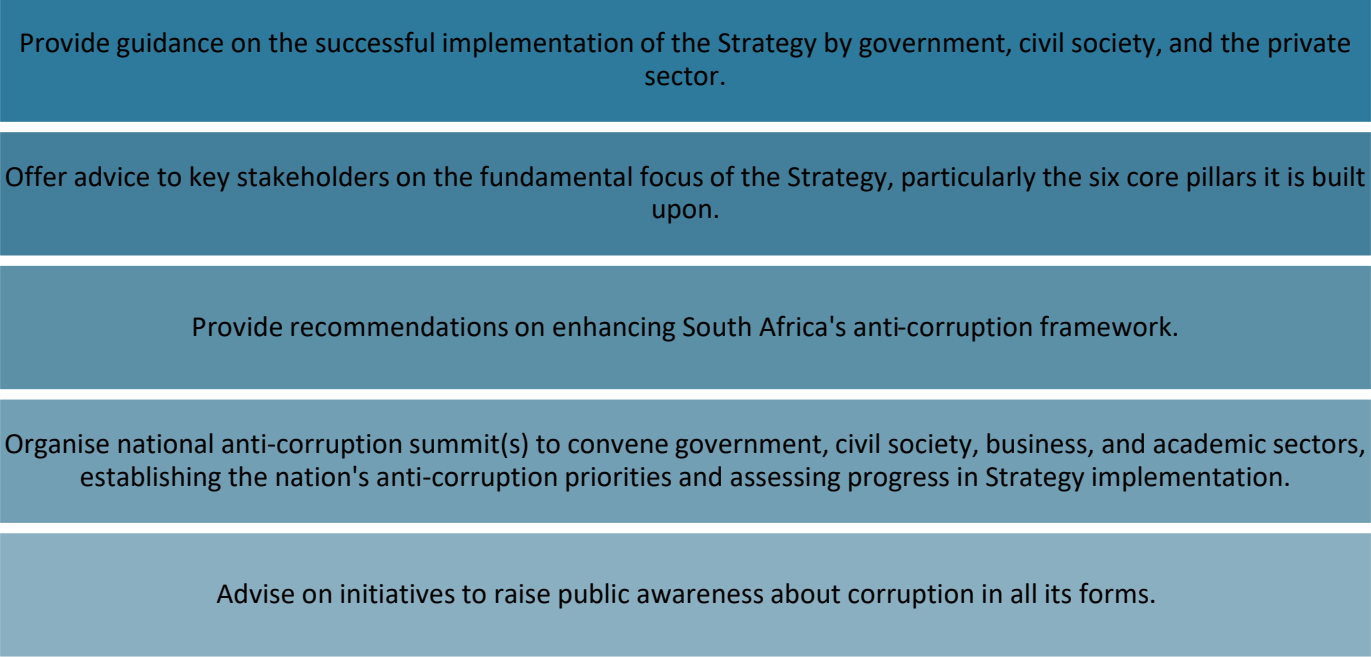 Provide guidance on the successful implementation of the Strategy by government, civil society, and the private
sector.
Offer advice to key stakeholders on the fundamental focus of the Strategy, particularly the six core pillars it is built
upon.
Provide recommendations on enhancing South Africa's anti-corruption framework.
Organise national anti-corruption summit(s) to convene government, civil society, business, and academic sectors,
establishing the nation's anti-corruption priorities and assessing progress in Strategy implementation.
Advise on initiatives to raise public awareness about corruption in all its forms.